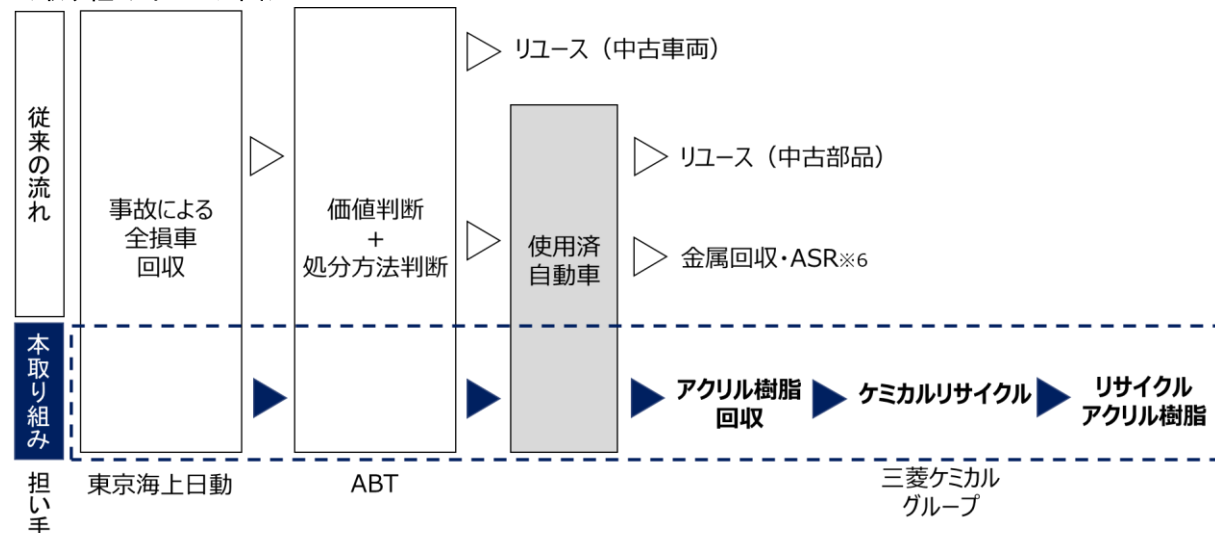 従来の流れ
事故による
全損車
回収
価値判断
+
処分方法判断
リユース（中古車両）
使用済
自動車
リユース（中古部品）
金属回収・ASR※6
本取り組み
アクリル樹脂
回収
ケミカルリサイクル
リサイクル
アクリル樹脂
担い手
東京海上日動
ABT
三菱ケミカル
グループ